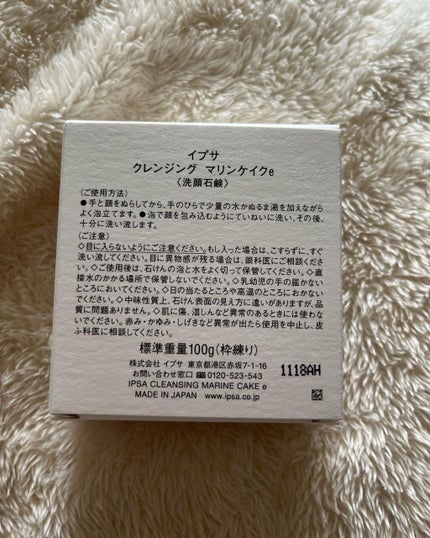 イプサ
クレンジング マリンケイクe
〈洗顔石鹸〉
〈ご使用方法〉
●手と顔をぬらしてから、手のひらで少量の水かぬるま湯を加えながら
よく泡立てます。●泡で顔を包み込むようにていねいに洗い、その後、
十分に洗い流します。
〈ご注意〉
◇目に入らないようにご注意ください。もし入った場合は、こすらずに、すぐ
洗い流してください。目に異物感が残る場合は、眼科医にご相談くださ
い。◇ご使用後は、石けんの泡と水をよく切って保管してください。◇直
接水のかかる場所で保管しないでください。◇乳幼児の手の届かない
ところにおいてください。◇日の当たるところや高温のところにおかない
でください。◇中味性質上、石けん表面の見え方に違いがありますが、品
質に問題ありません。◇肌に傷、湿しんなど異常のあるときには使わな
いでください。赤み・かゆみ・しげきなど異常が出たら使用を中止し、皮
ふ科医にご相談ください。
標準重量100g(枠練り)
株式会社 イプサ 東京都港区赤坂7-1-16
お問い合わせ窓口 0120-523-543
IPSA CLEANSING MARINE CAKE e
MADE IN JAPAN www.ipsa.co.jp
1118AH